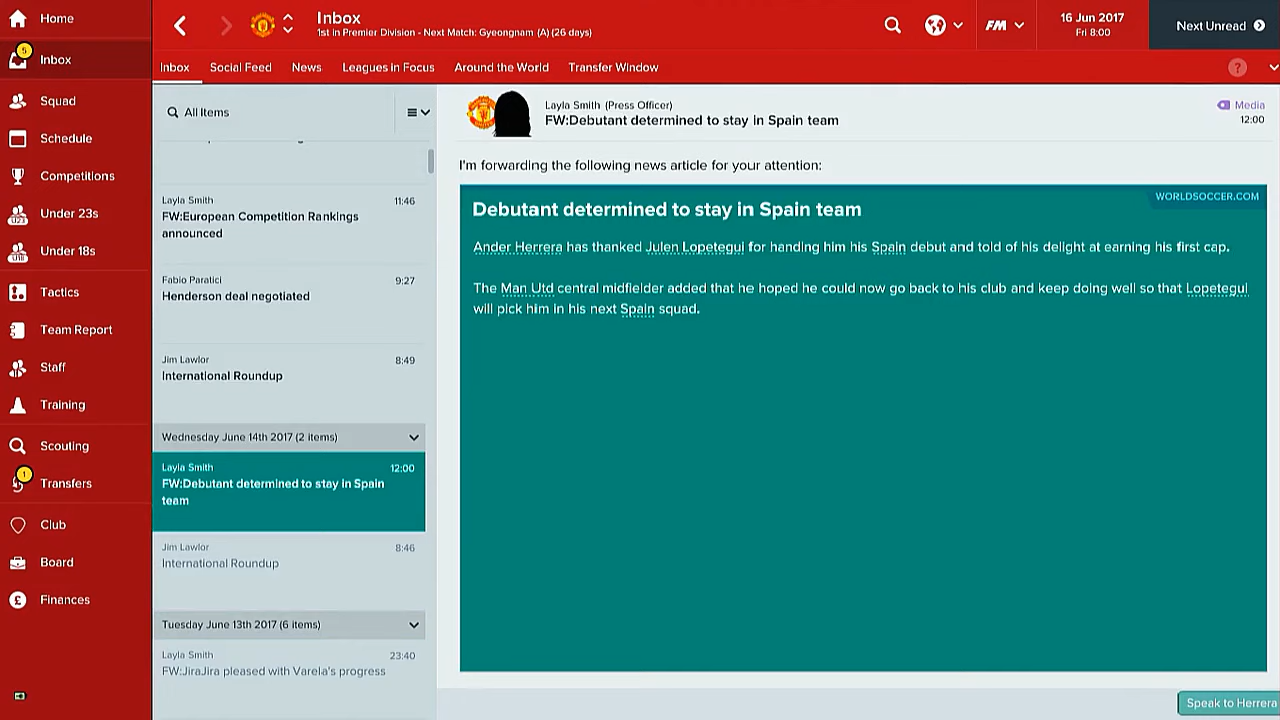 Home
5
Inbox
Squad
Schedule
Competitions
Under 23s
Under 18s
Tactics
Team Report
Staff
Training
Scouting
1
Transfers
Club
Board
Finances
Inbox
1st in Premier Division - Next Match: Gyeongnam (A) (26 days)
FM
16 Jun 2017
Fri 8:00
Next Unread
Inbox
Social Feed
News
Leagues in Focus
Around the World
Transfer Window
?
All Items
Layla Smith
11:46
FW:European Competition Rankings
announced
Fabio Paratici
9:27
Henderson deal negotiated
Jim Lawlor
8:49
International Roundup
Wednesday June 14th 2017 (2 items)
Layla Smith
12:00
FW:Debutant determined to stay in Spain
team
Jim Lawlor
8:46
International Roundup
Tuesday June 13th 2017 (6 items)
Layla Smith
23:40
FW:JiraJira pleased with Varela's progress
Layla Smith (Press Officer)
FW:Debutant determined to stay in Spain team
Media
12:00
I'm forwarding the following news article for your attention:
WORLDSOCCER.COM
Debutant determined to stay in Spain team
Ander Herrera has thanked Julen Lopetegui for handing him his Spain debut and told of his delight at earning his first cap.
The Man Utd central midfielder added that he hoped he could now go back to his club and keep doing well so that Lopetegui
will pick him in his next Spain squad.
Speak to Herrera